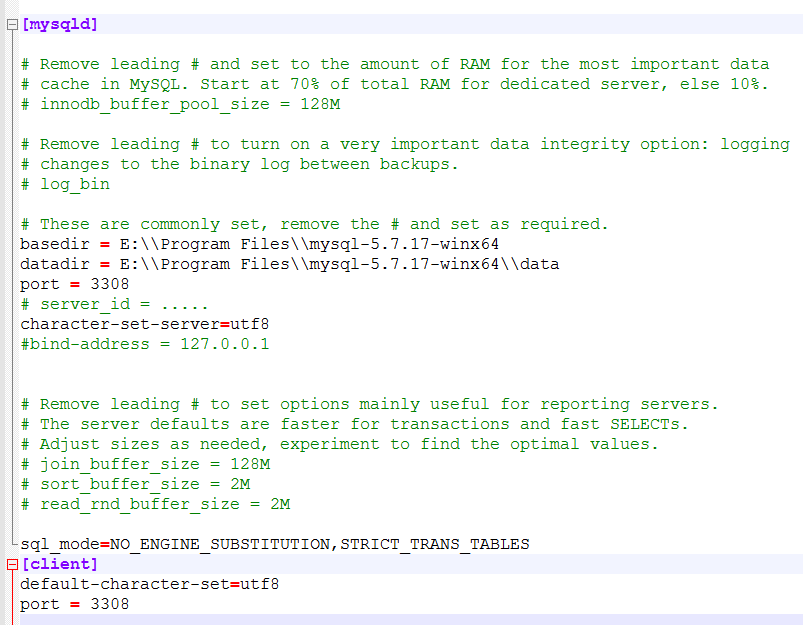 [mysqld]
# Remove leading # and set to the amount of RAM for the most important data
# cache in MySQL. Start at 70% of total RAM for dedicated server, else 10%.
# innodb_buffer_pool_size = 128M
# Remove leading # to turn on a very important data integrity option: logging
# changes to the binary log between backups.
# log_bin
# These are commonly set, remove the # and set as required.
basedir = E:\\Program Files\\mysql-5.7.17-winx64
datadir = E:\\Program Files\\mysql-5.7.17-winx64\\data
port = 3308
# server_id = .....
character-set-server=utf8
#bind-address = 127.0.0.1
# Remove leading # to set options mainly useful for reporting servers.
# The server defaults are faster for transactions and fast SELECTs.
# Adjust sizes as needed, experiment to find the optimal values.
# join_buffer_size = 128M
# sort_buffer_size = 2M
# read_rnd_buffer_size = 2M
sql_mode=NO_ENGINE_SUBSTITUTION,STRICT_TRANS_TABLES
[client]
default-character-set=utf8
port = 3308